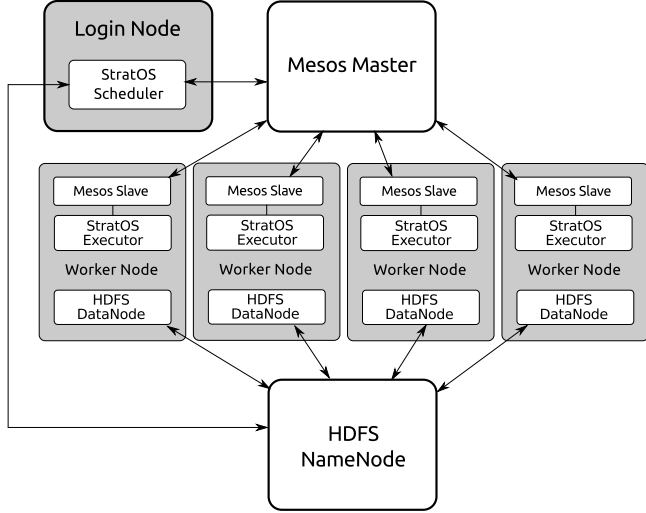 Login Node
StratOS
Scheduler
Mesos Master
Mesos Slave
StratOS
Executor
Worker Node
HDFS
DataNode
Mesos Slave
StratOS
Executor
Worker Node
HDFS
DataNode
Mesos Slave
StratOS
Executor
Worker Node
HDFS
DataNode
Mesos Slave
StratOS
Executor
Worker Node
HDFS
DataNode
HDFS
NameNode